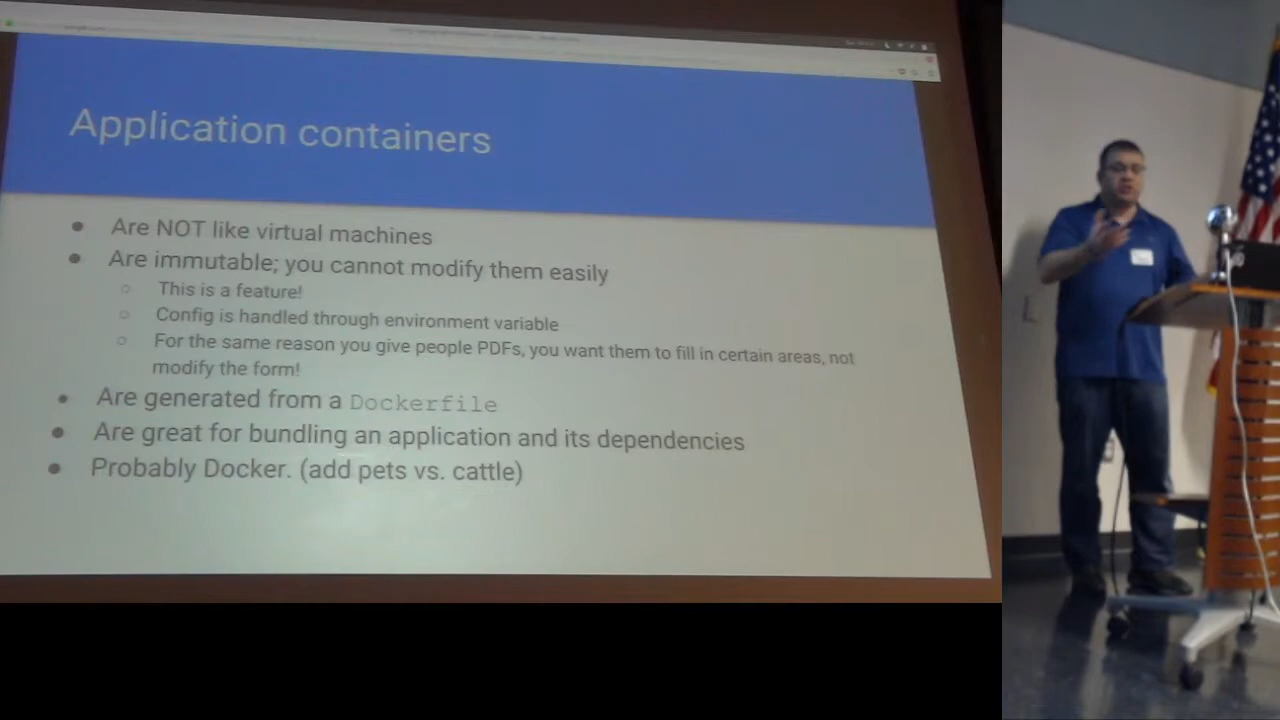 Application containers
Are NOT like virtual machines
Are immutable; you cannot modify them easily
This is a feature!
Config is handled through environment variable
For the same reason you give people PDFs, you want them to fill in certain areas, not
modify the form!
Are generated from a Dockerfile
Are great for bundling an application and its dependencies
Probably Docker. (add pets vs. cattle)